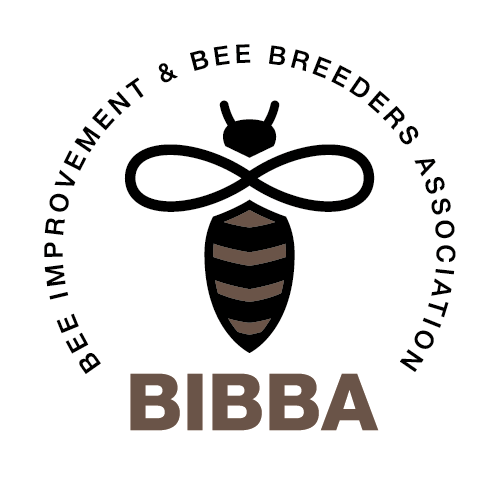 BEE IMPROVEMENT & BEE BREEDERS ASSOCIATION
BIBBA